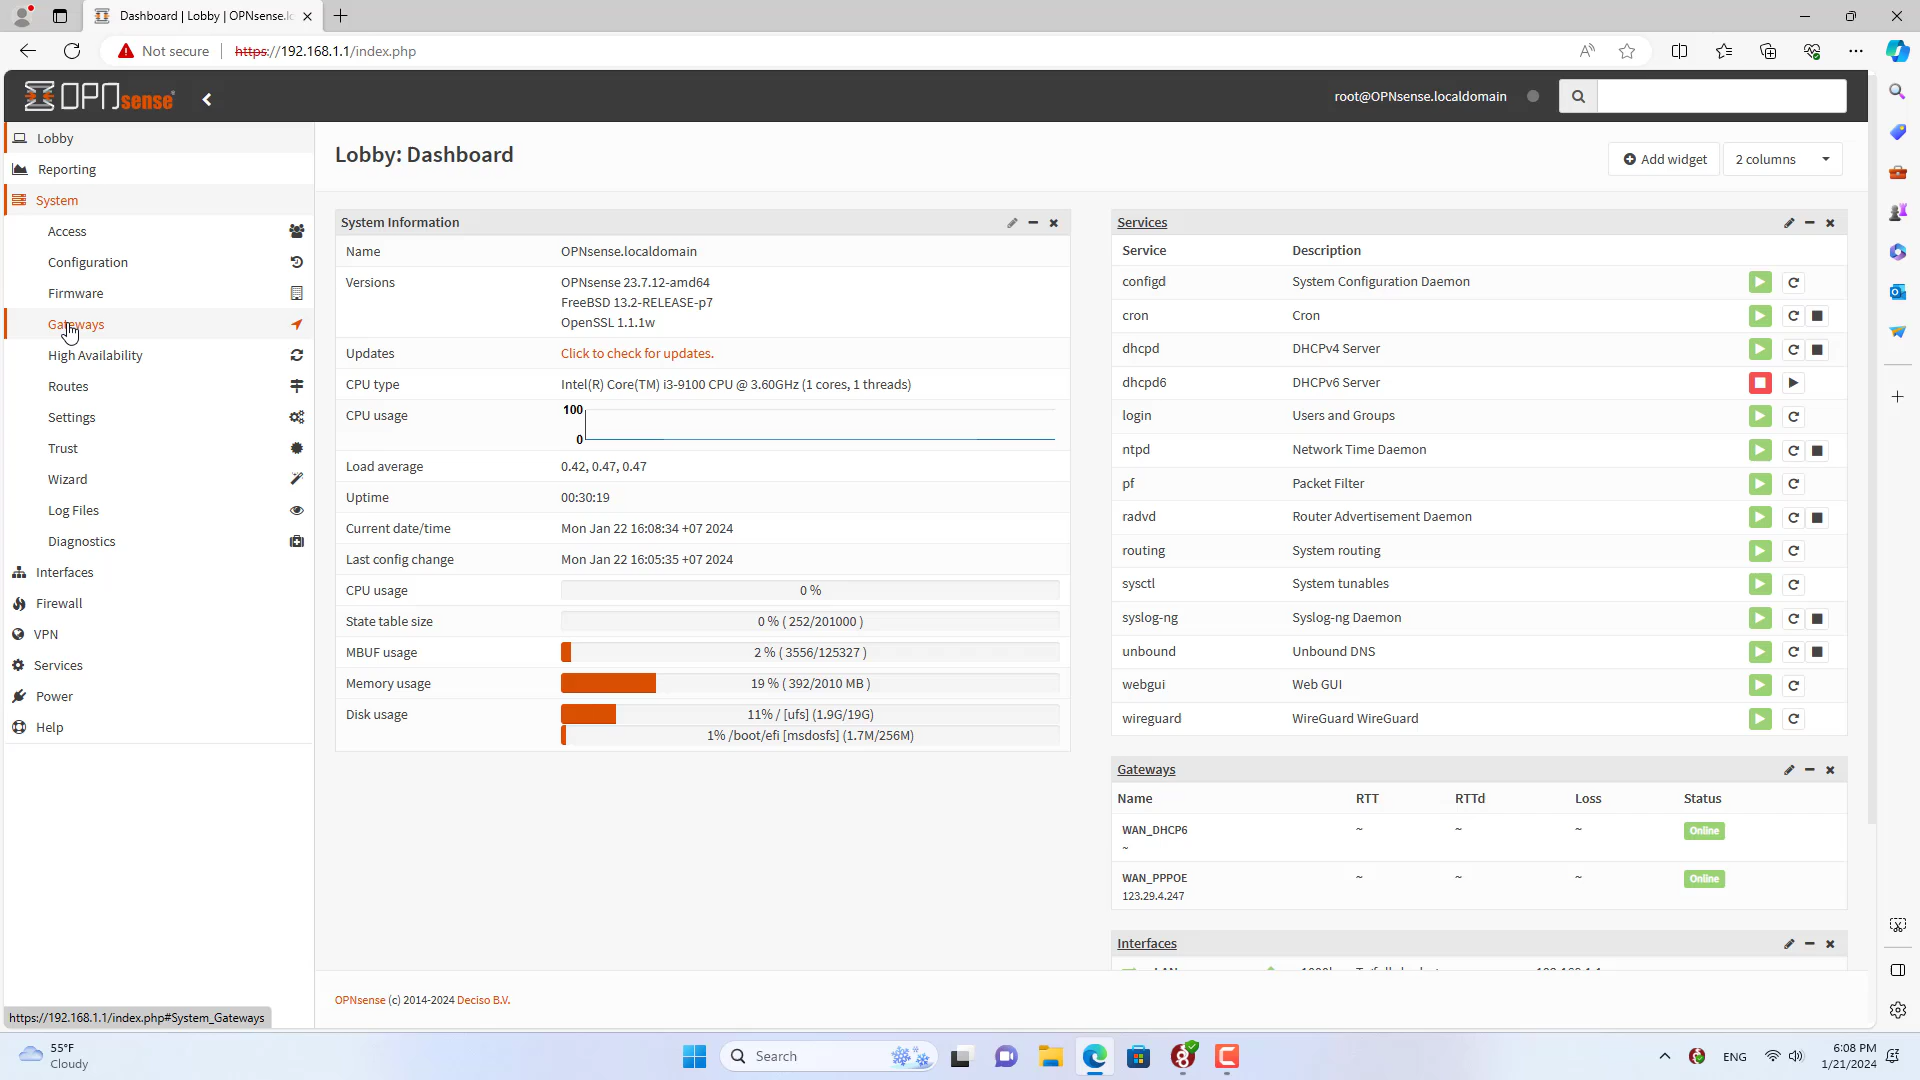 Dashboard | Lobby | OPNsense.lo
Not secure
https://192.168.1.1/index.php
OPNsense
root@OPNsense.localdomain
Lobby
Reporting
System
Access
Configuration
Firmware
Gateways
High Availability
Routes
Settings
Trust
Wizard
Log Files
Diagnostics
Interfaces
Firewall
VPN
Services
Power
Help
Lobby: Dashboard
Add widget
2 columns
System Information
Name OPNsense.localdomain
Versions OPNsense 23.7.12-amd64
FreeBSD 13.2-RELEASE-p7
OpenSSL 1.1.1w
Updates Click to check for updates.
CPU type Intel(R) Core(TM) i3-9100 CPU @ 3.60GHz (1 cores, 1 threads)
CPU usage 100
0
Load average 0.42, 0.47, 0.47
Uptime 00:30:19
Current date/time Mon Jan 22 16:08:34 +07 2024
Last config change Mon Jan 22 16:05:35 +07 2024
CPU usage 0 %
State table size 0 % ( 252/201000 )
MBUF usage 2 % ( 3556/125327 )
Memory usage 19 % ( 392/2010 MB )
Disk usage 11% / [ufs] (1.9G/19G)
1% /boot/efi [msdosfs] (1.7M/256M)
Services
Service Description
configd System Configuration Daemon
cron Cron
dhcpd DHCPv4 Server
dhcpd6 DHCPv6 Server
login Users and Groups
ntpd Network Time Daemon
pf Packet Filter
radvd Router Advertisement Daemon
routing System routing
sysctl System tunables
syslog-ng Syslog-ng Daemon
unbound Unbound DNS
webgui Web GUI
wireguard WireGuard WireGuard
Gateways
Name RTT RTTd Loss Status
WAN_DHCP6 ~ ~ ~ Online
~
WAN_PPPOE ~ ~ ~ Online
123.29.4.247
Interfaces
OPNsense (c) 2014-2024 Deciso B.V.
https://192.168.1.1/index.php#System_Gateways
55°F
Cloudy
Search
ENG
6:08 PM
1/21/2024